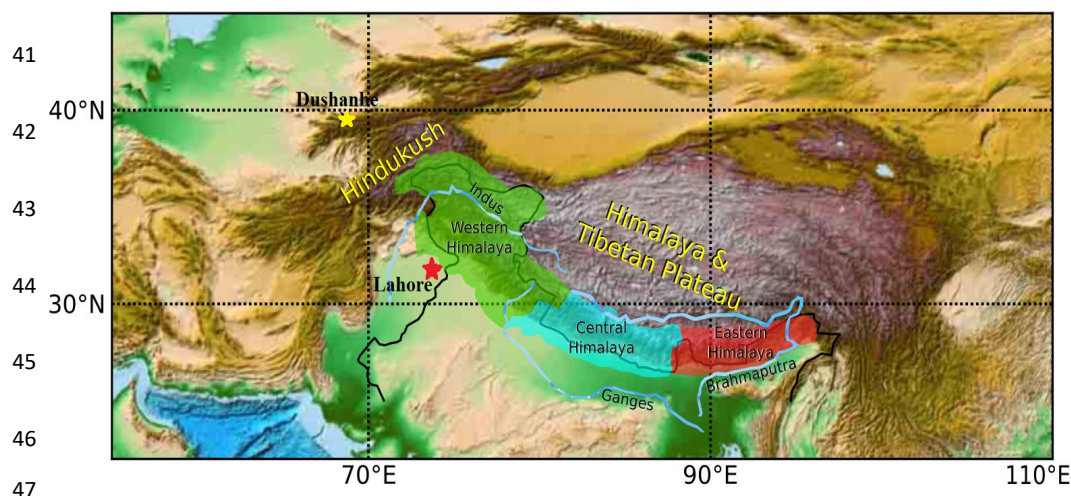 41
Dushanbe
40°N
42
Hindukush
43
Indus
Western
Himalaya
Himalaya &
Tibetan Plateau
Lahore
44
30°N
Central
Himalaya
Eastern
Himalaya
45
Brahmaputra
Ganges
46
70°E
90°E
110°E
47